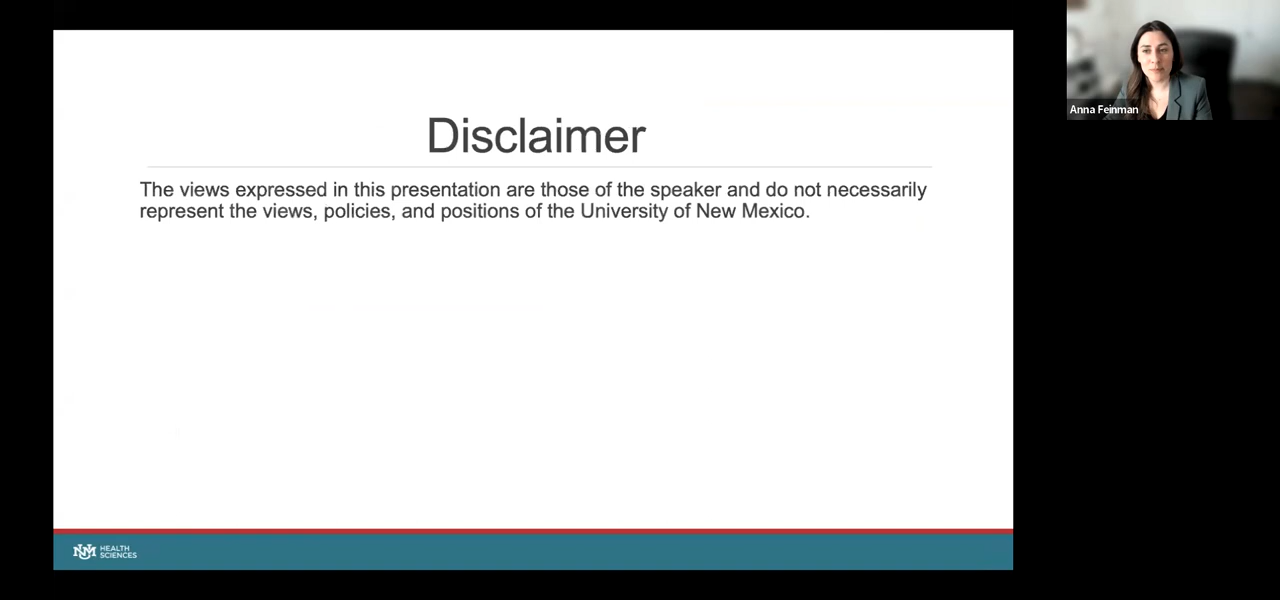 Disclaimer
The views expressed in this presentation are those of the speaker and do not necessarily
represent the views, policies, and positions of the University of New Mexico.
UNM HEALTH
SCIENCES
Anna Feinman